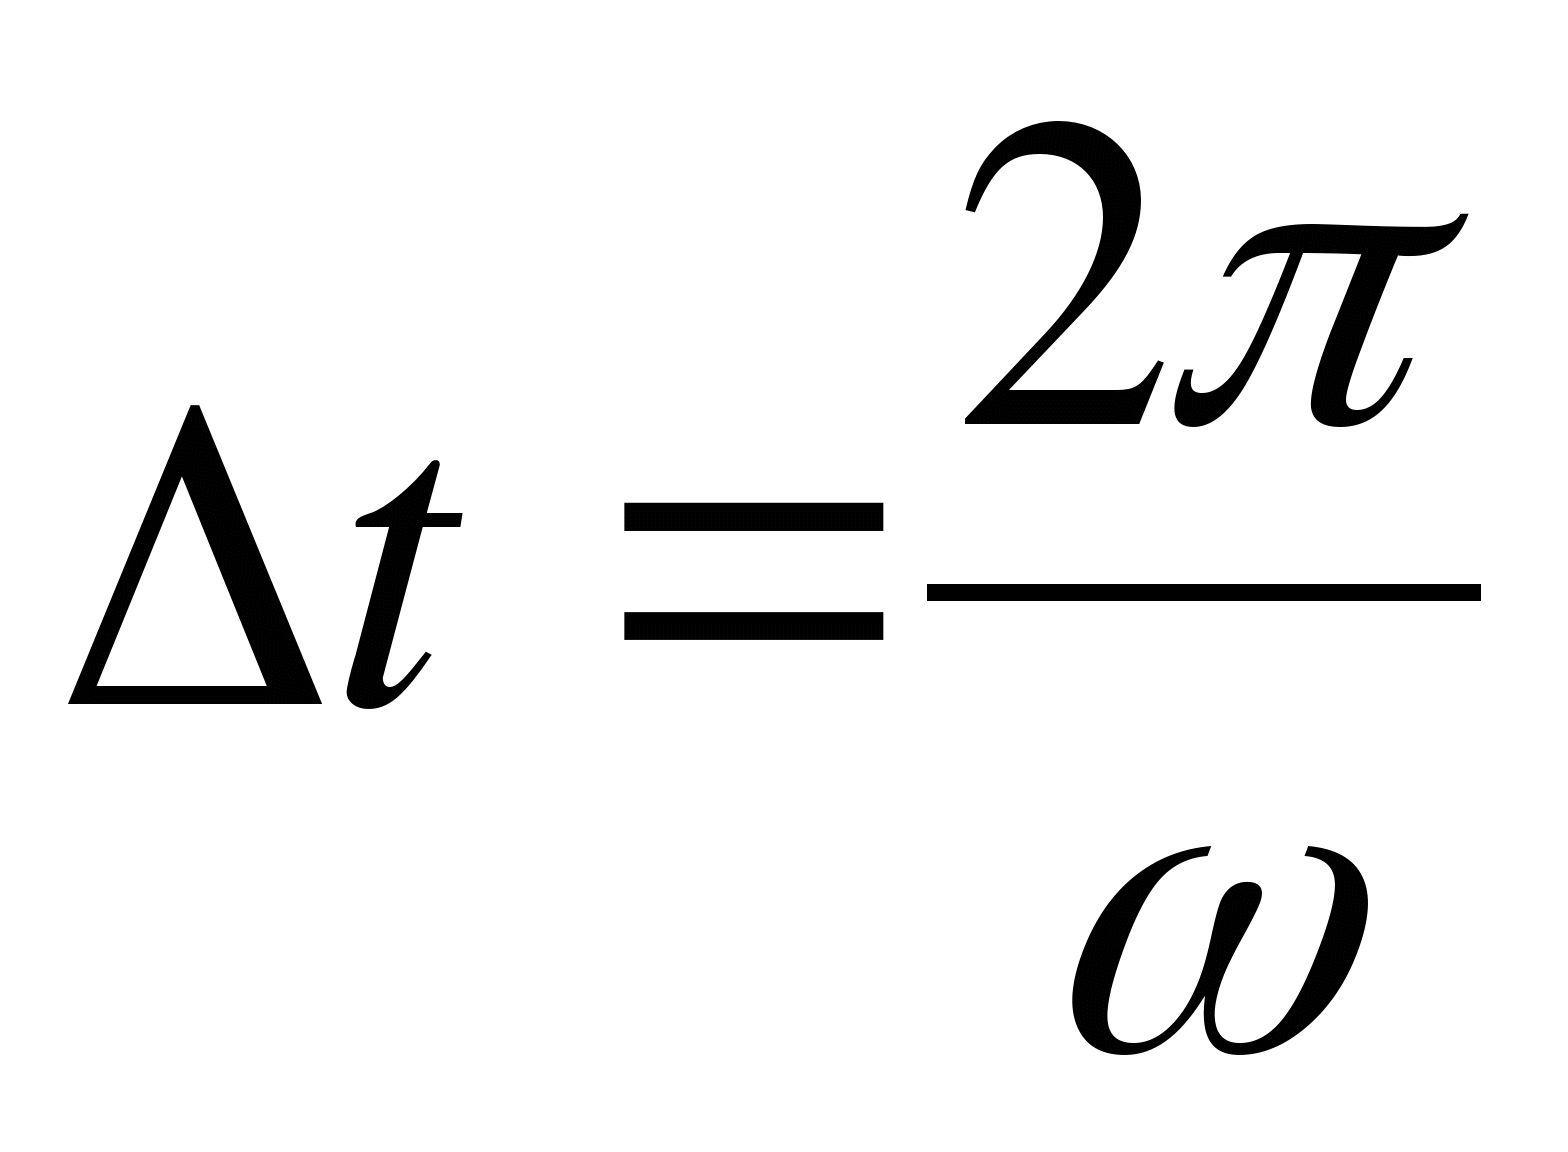 Δt = 2π / ω